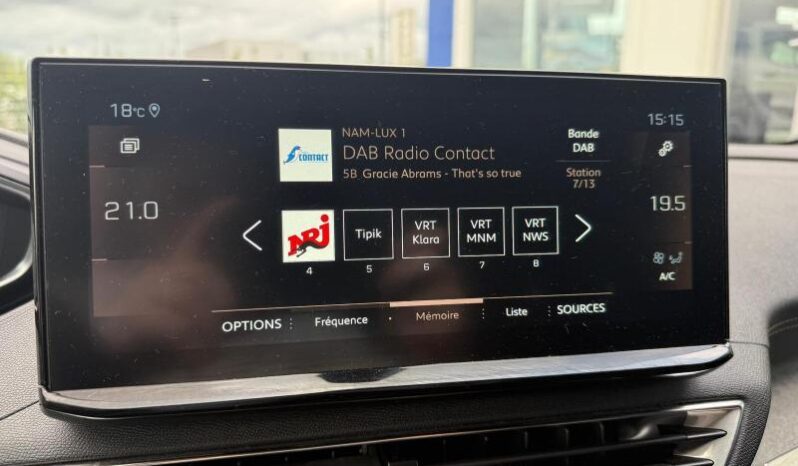 18°C
15:15
NAM-LUX 1
DAB Radio Contact
5B Gracie Abrams - That's so true
CONTACT
Bande
DAB
Station
7/13
21.0
19.5
NRJ
Tipik
VRT
Klara
VRT
MNM
VRT
NWS
4
5
6
7
8
A/C
OPTIONS
Fréquence
Mémoire
Liste
SOURCES